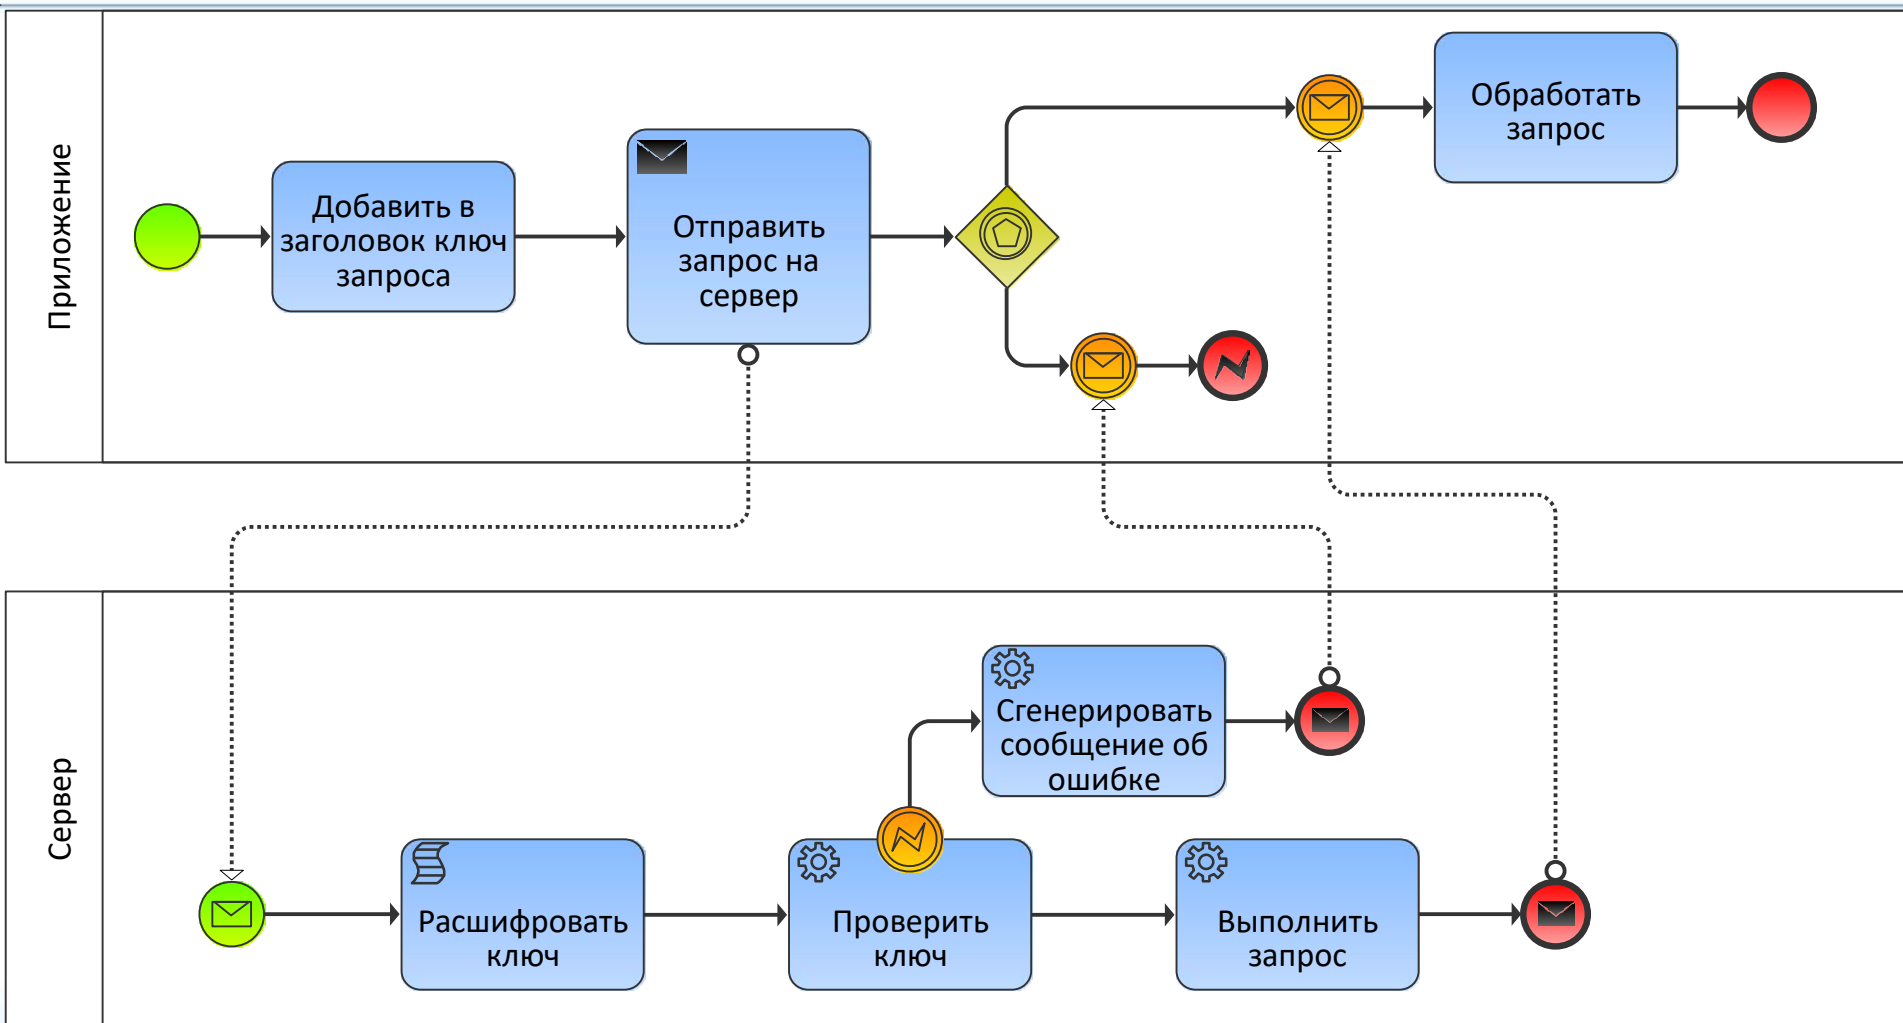 Приложение
Добавить в
заголовок ключ
запроса
Отправить
запрос на
сервер
Обработать
запрос
Сервер
Сгенерировать
сообщение об
ошибке
Расшифровать
ключ
Проверить
ключ
Выполнить
запрос